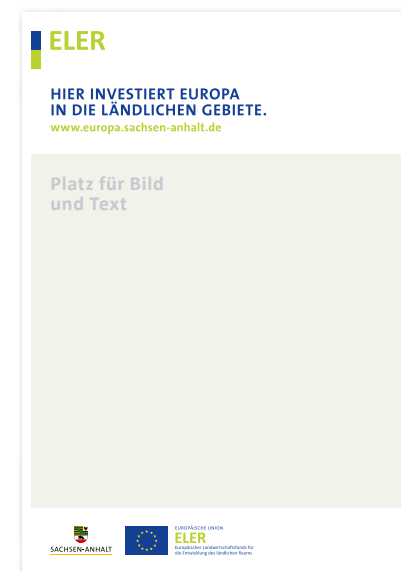 ELER
HIER INVESTIERT EUROPA
IN DIE LÄNDLICHEN GEBIETE.
www.europa.sachsen-anhalt.de
Platz für Bild
und Text
SACHSEN-ANHALT
EUROPÄISCHE UNION
ELER
Europäischer Landwirtschaftsfonds für
die Entwicklung des ländlichen Raums